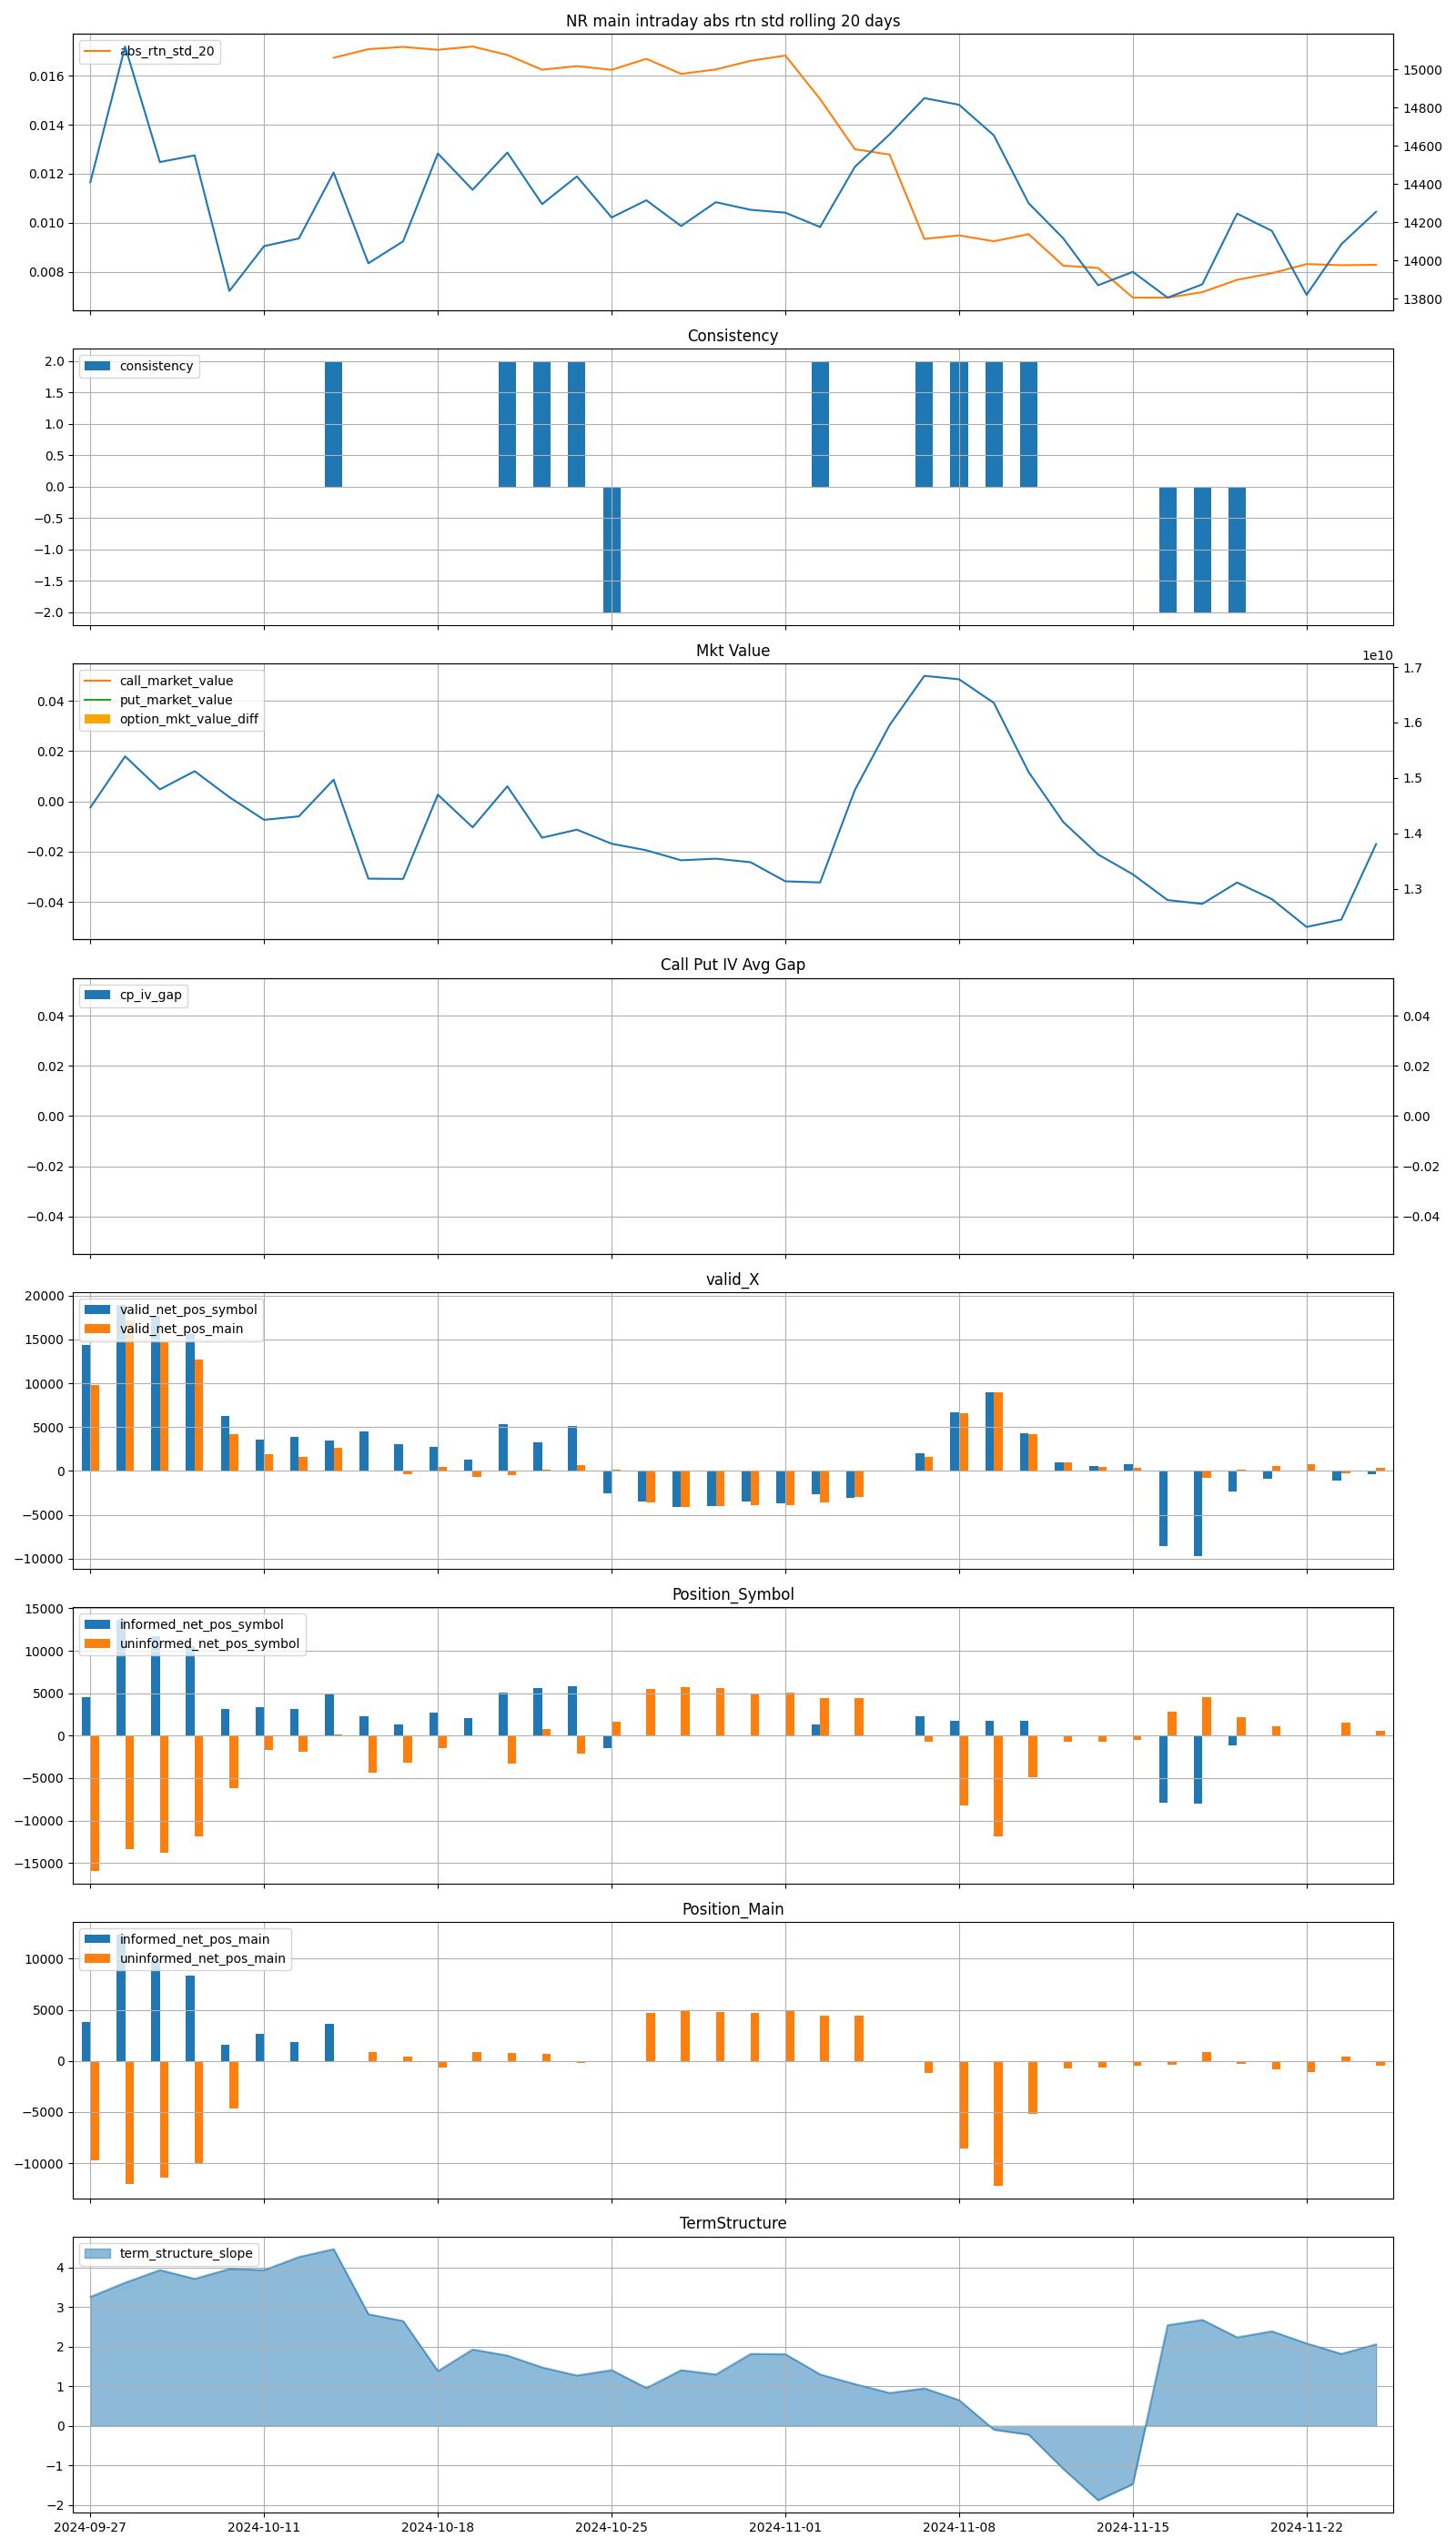 NR main intraday abs rtn std rolling 20 days
abs_rtn_std_20
0.016
0.014
0.012
0.010
0.008
15000
14800
14600
14400
14200
14000
13800
Consistency
consistency
2.0
1.5
1.0
0.5
0.0
−0.5
−1.0
−1.5
−2.0
Mkt Value
1e10
call_market_value
put_market_value
option_mkt_value_diff
0.04
0.02
0.00
−0.02
−0.04
1.7
1.6
1.5
1.4
1.3
Call Put IV Avg Gap
cp_iv_gap
0.04
0.02
0.00
−0.02
−0.04
0.04
0.02
0.00
−0.02
−0.04
valid_X
valid_net_pos_symbol
valid_net_pos_main
20000
15000
10000
5000
0
−5000
−10000
Position_Symbol
informed_net_pos_symbol
uninformed_net_pos_symbol
15000
10000
5000
0
−5000
−10000
−15000
Position_Main
informed_net_pos_main
uninformed_net_pos_main
10000
5000
0
−5000
−10000
TermStructure
term_structure_slope
4
3
2
1
0
−1
−2
2024-09-27 2024-10-11 2024-10-18 2024-10-25 2024-11-01 2024-11-08 2024-11-15 2024-11-22